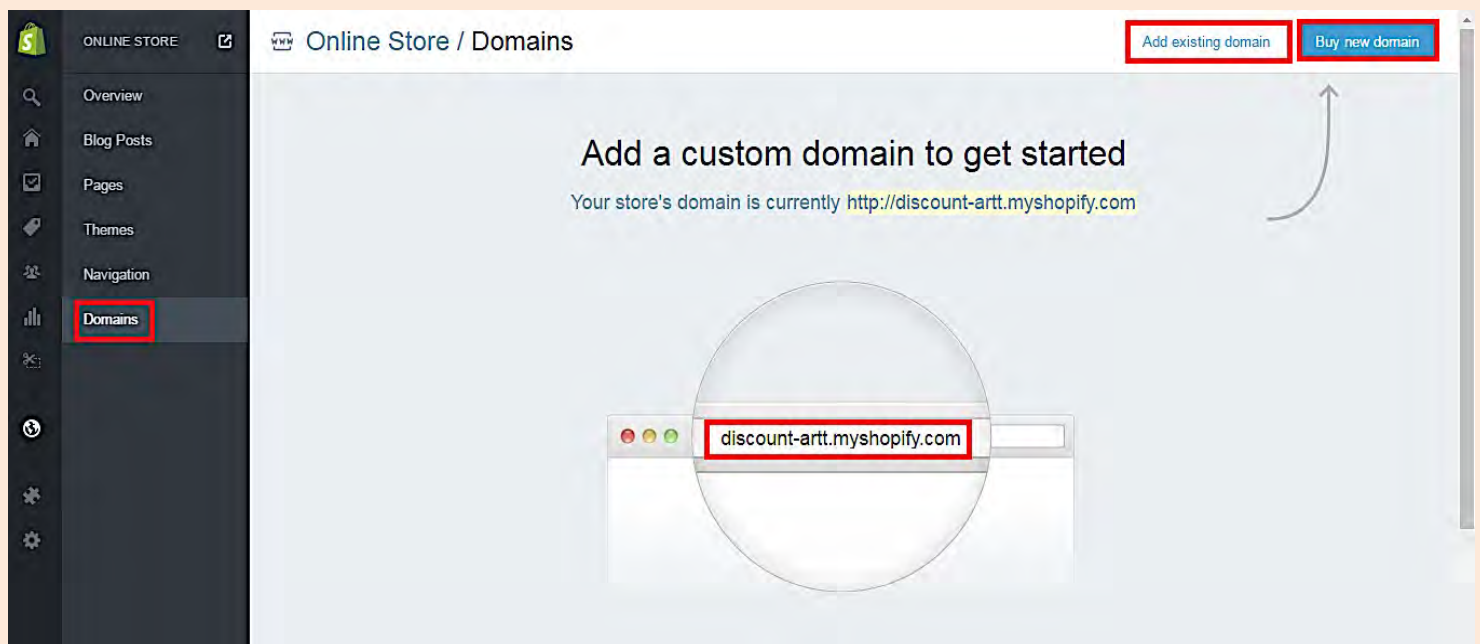 ONLINE STORE
Online Store / Domains
Add existing domain
Buy new domain
Overview
Blog Posts
Pages
Themes
Navigation
Domains
Add a custom domain to get started
Your store's domain is currently http://discount-artt.myshopify.com
discount-artt.myshopify.com